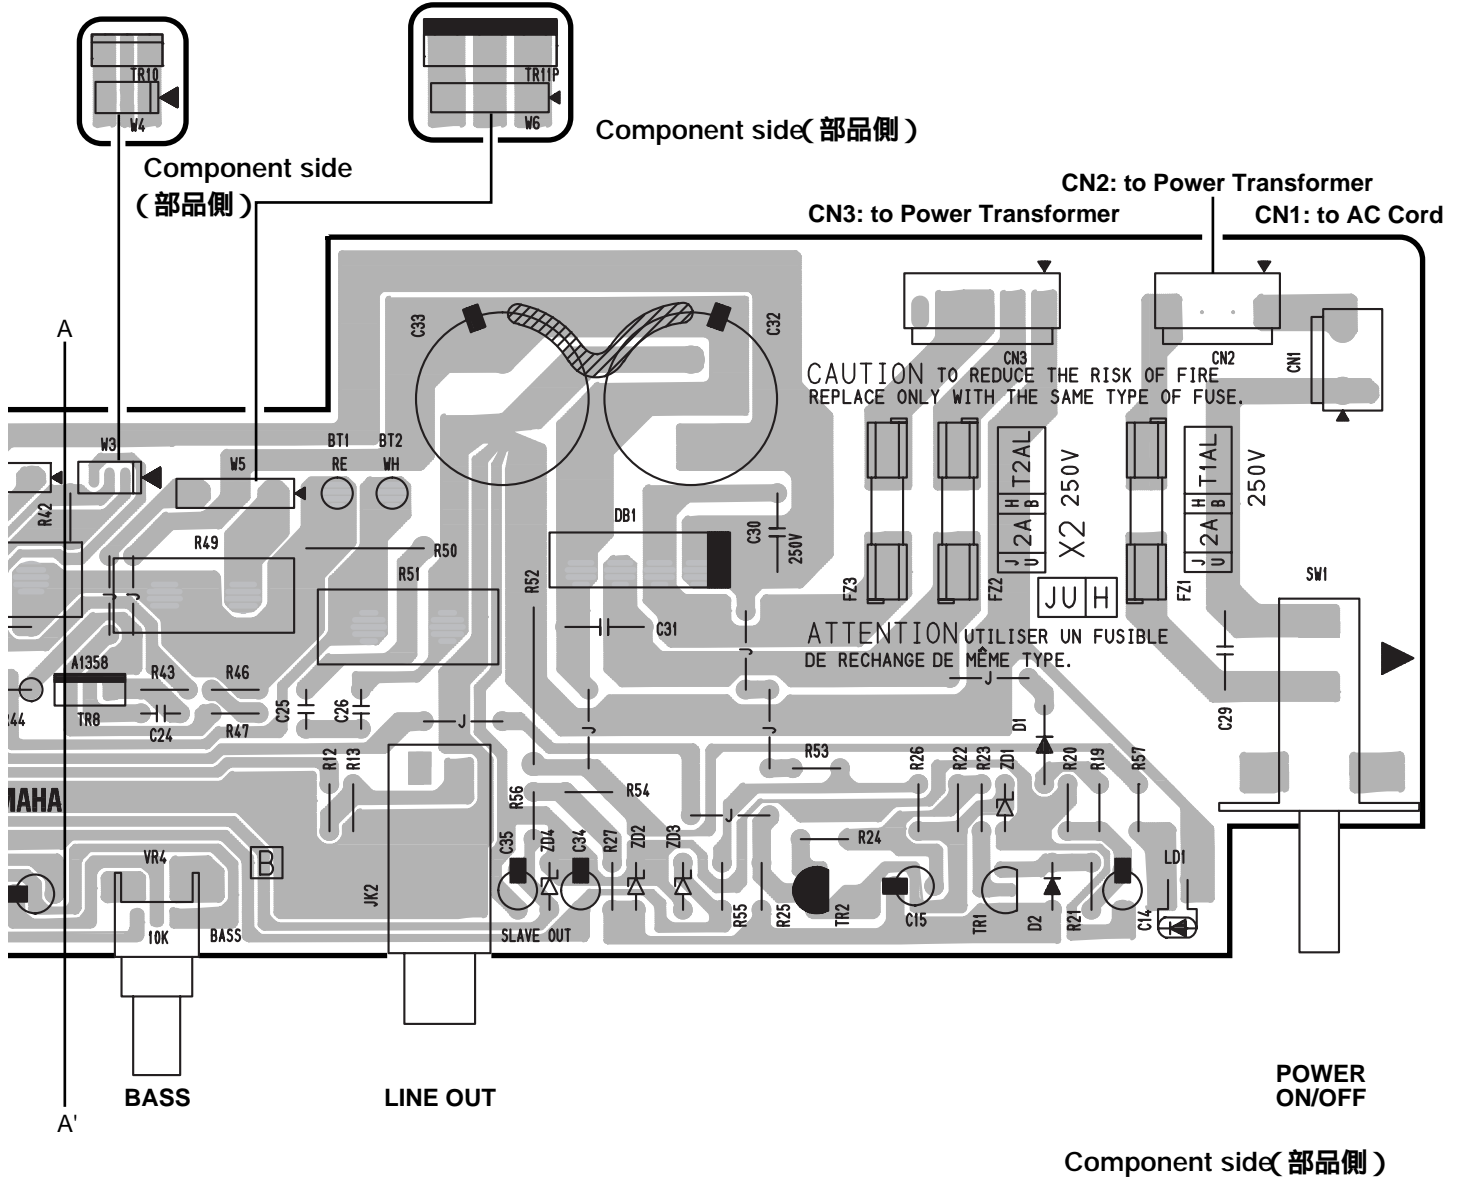 TR10
W4
TR11P
W6
Component side(部品側)
Component side
(部品側)
CN2: to Power Transformer
CN3: to Power Transformer
CN1: to AC Cord
A
C33
C32
CN3
CN2
CN1
CAUTION TO REDUCE THE RISK OF FIRE
REPLACE ONLY WITH THE SAME TYPE OF FUSE.
W3
BT1
BT2
W5
RE
WH
R42
R49
R50
R51
R52
DB1
C30
250V
C31
FZ3
FZ2
J U 2A H B T2AL
X2 250V
FZ1
J U 2A H B T1AL
250V
JU H
SW1
J
J
J
ATTENTION UTILISER UN FUSIBLE
DE RECHANGE DE MÊME TYPE.
A1358
R43
R46
J
44
TR8
C24
R47
C25
C26
J
J
J
D1
C29
R12
R13
R53
R26
R22
R23
ZD1
R20
R19
R57
MAHA
R56
R54
J
C35
ZD4
C34
R27
ZD2
ZD3
R24
LD1
VR4
B
JK2
R55
R25
TR2
C15
TR1
D2
R21
C14
10K
BASS
SLAVE OUT
BASS
LINE OUT
POWER
ON/OFF
A'
Component side(部品側)